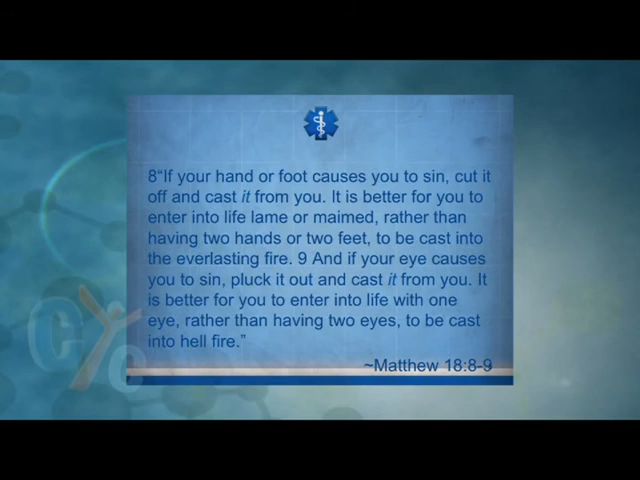 8“If your hand or foot causes you to sin, cut it
off and cast it from you. It is better for you to
enter into life lame or maimed, rather than
having two hands or two feet, to be cast into
the everlasting fire. 9 And if your eye causes
you to sin, pluck it out and cast it from you. It
is better for you to enter into life with one
eye, rather than having two eyes, to be cast
into hell fire.”
~Matthew 18:8-9
CYC